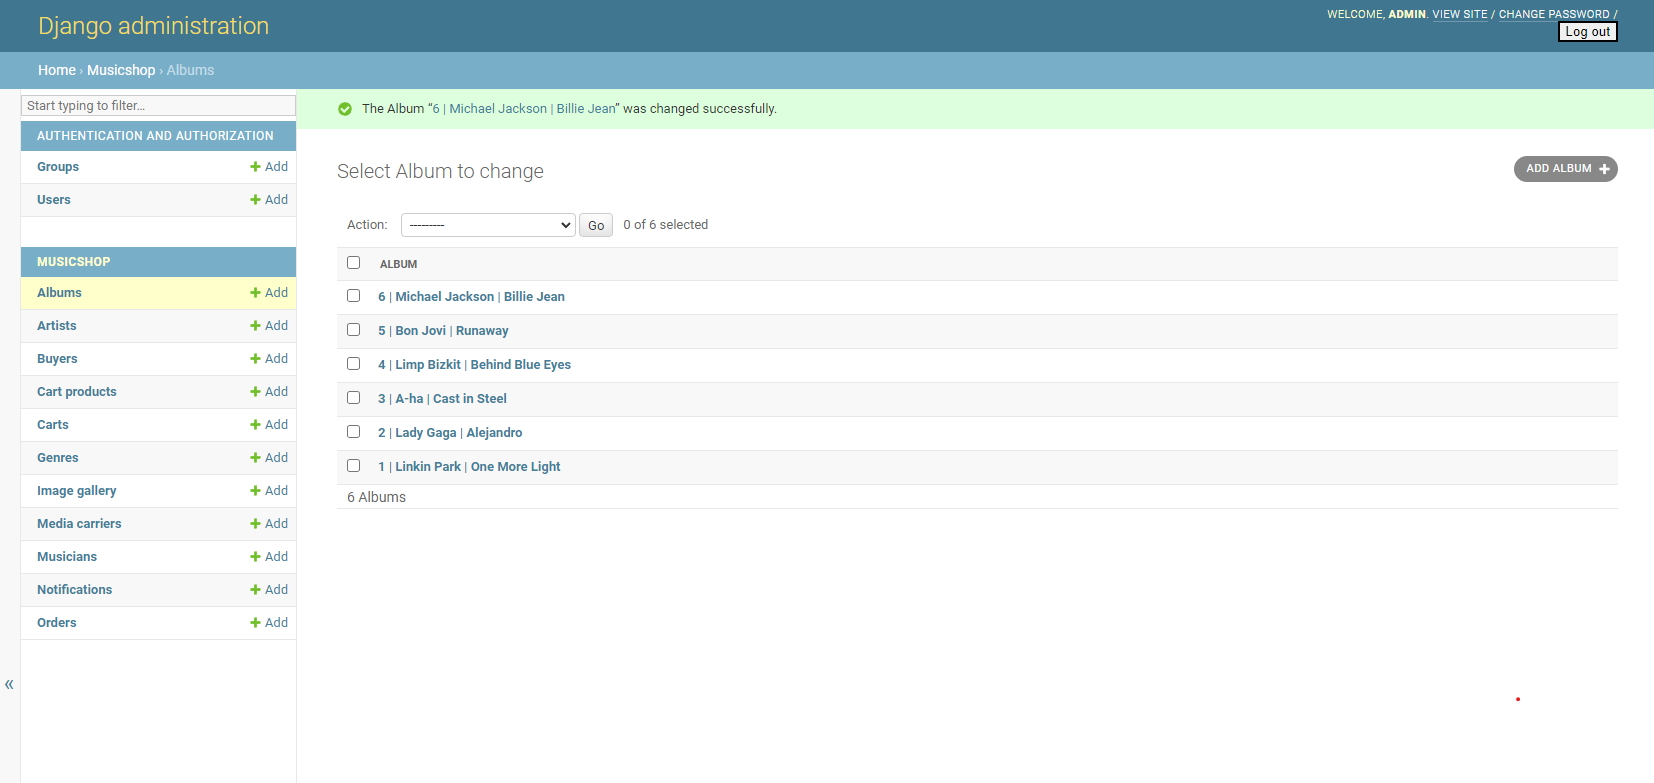 Django administration
WELCOME, ADMIN. VIEW SITE / CHANGE PASSWORD /
Log out
Home › Musicshop › Albums
Start typing to filter...
AUTHENTICATION AND AUTHORIZATION
Groups + Add
Users + Add
MUSICSHOP
Albums + Add
Artists + Add
Buyers + Add
Cart products + Add
Carts + Add
Genres + Add
Image gallery + Add
Media carriers + Add
Musicians + Add
Notifications + Add
Orders + Add
«
The Album “6 | Michael Jackson | Billie Jean” was changed successfully.
Select Album to change
ADD ALBUM +
Action: --------- Go 0 of 6 selected
ALBUM
6 | Michael Jackson | Billie Jean
5 | Bon Jovi | Runaway
4 | Limp Bizkit | Behind Blue Eyes
3 | A-ha | Cast in Steel
2 | Lady Gaga | Alejandro
1 | Linkin Park | One More Light
6 Albums